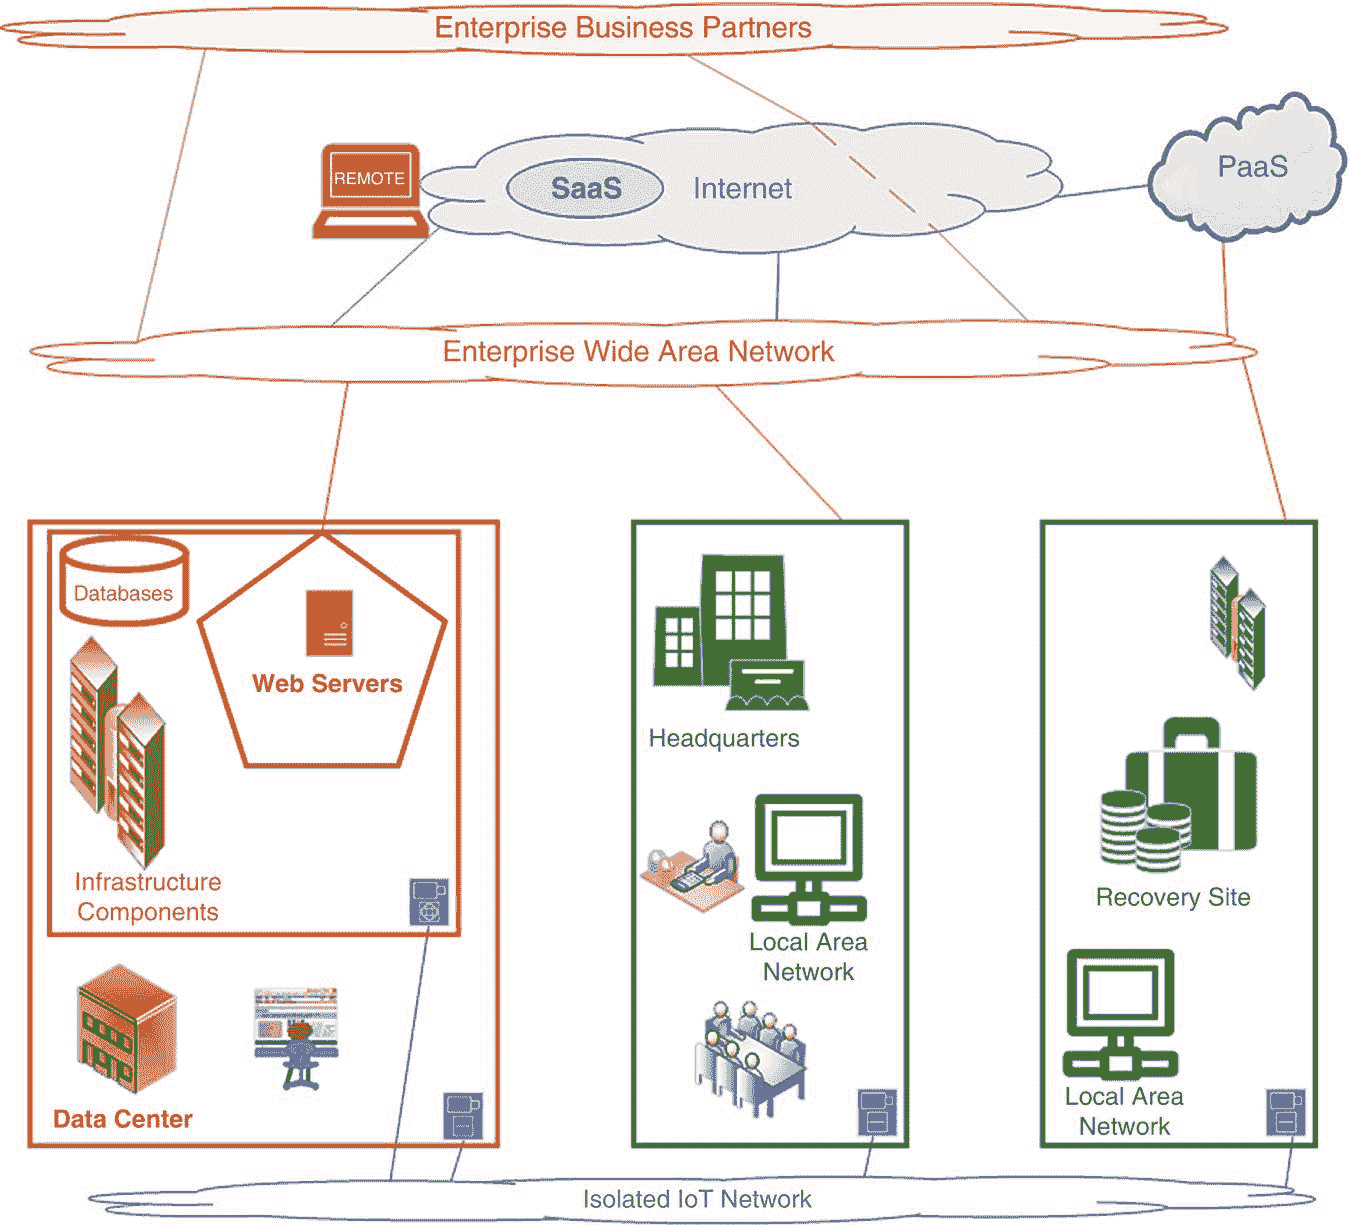 Enterprise Business Partners
REMOTE
SaaS
Internet
PaaS
Enterprise Wide Area Network
Databases
Web Servers
Infrastructure
Components
Data Center
Headquarters
Local Area
Network
Recovery Site
Local Area
Network
Isolated IoT Network